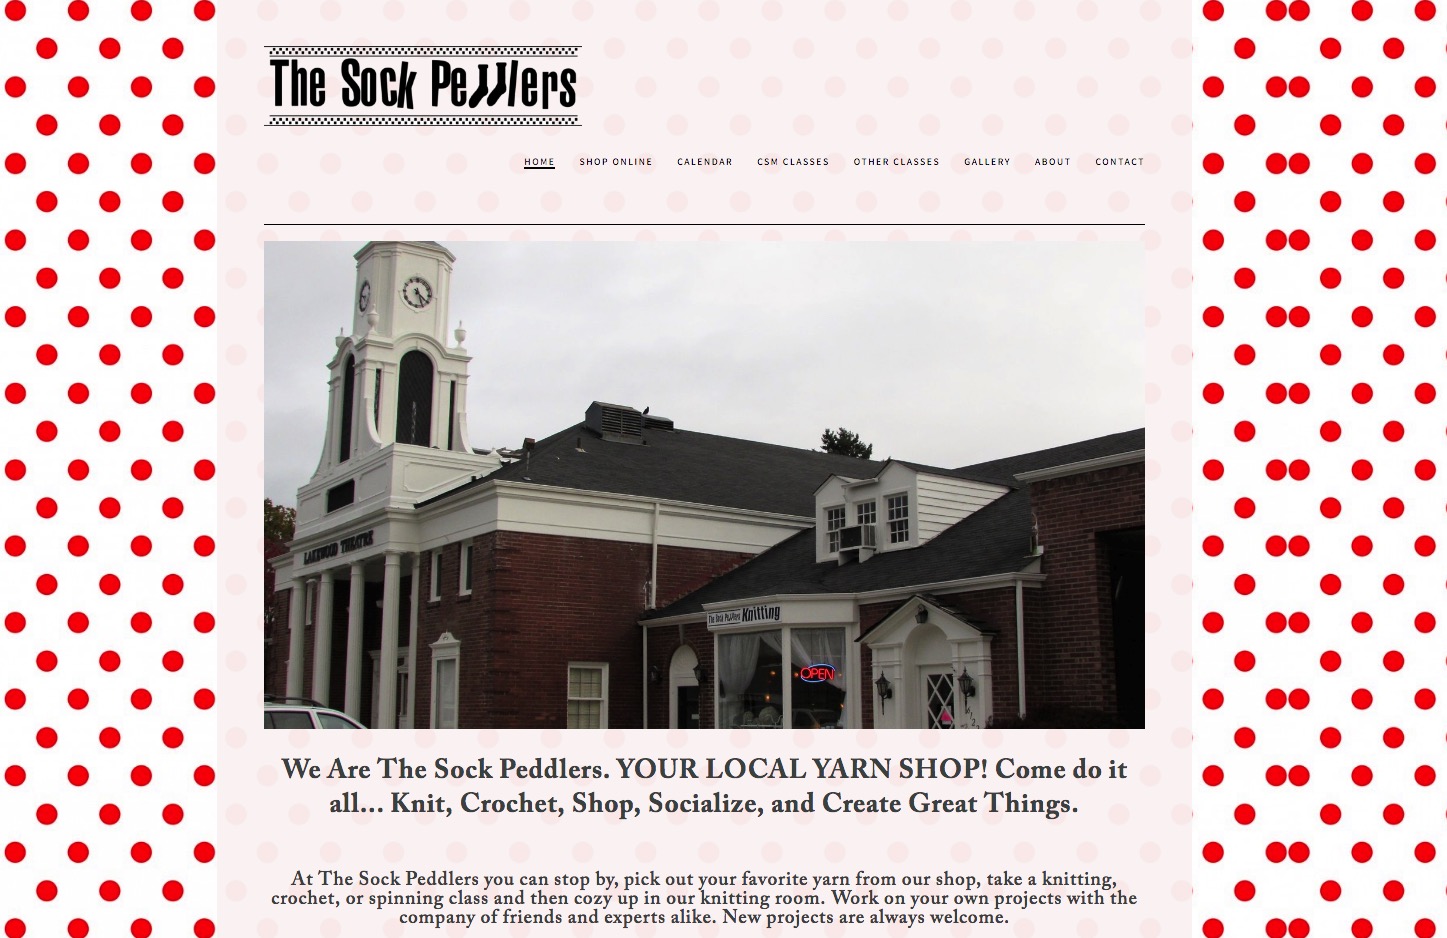 The Sock Peddlers
HOME SHOP ONLINE CALENDAR CSM CLASSES OTHER CLASSES GALLERY ABOUT CONTACT
LAKEWOOD THEATRE
The Sock Peddlers Knitting
OPEN
We Are The Sock Peddlers. YOUR LOCAL YARN SHOP! Come do it
all... Knit, Crochet, Shop, Socialize, and Create Great Things.
At The Sock Peddlers you can stop by, pick out your favorite yarn from our shop, take a knitting,
crochet, or spinning class and then cozy up in our knitting room. Work on your own projects with the
company of friends and experts alike. New projects are always welcome.